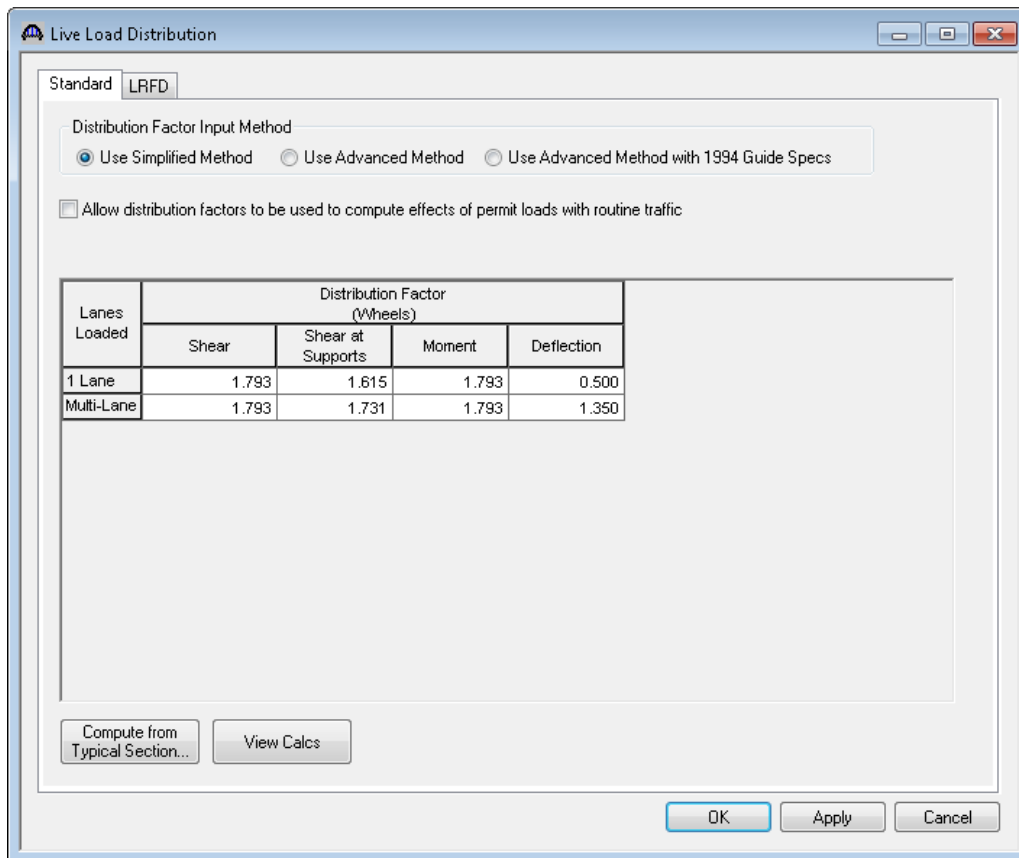 Live Load Distribution
Standard LRFD
Distribution Factor Input Method
Use Simplified Method Use Advanced Method Use Advanced Method with 1994 Guide Specs
Allow distribution factors to be used to compute effects of permit loads with routine traffic
Lanes
Loaded
Distribution Factor
(Wheels)
Shear
Shear at
Supports
Moment
Deflection
1 Lane 1.793 1.615 1.793 0.500
Multi-Lane 1.793 1.731 1.793 1.350
Compute from
Typical Section...
View Calcs
OK Apply Cancel